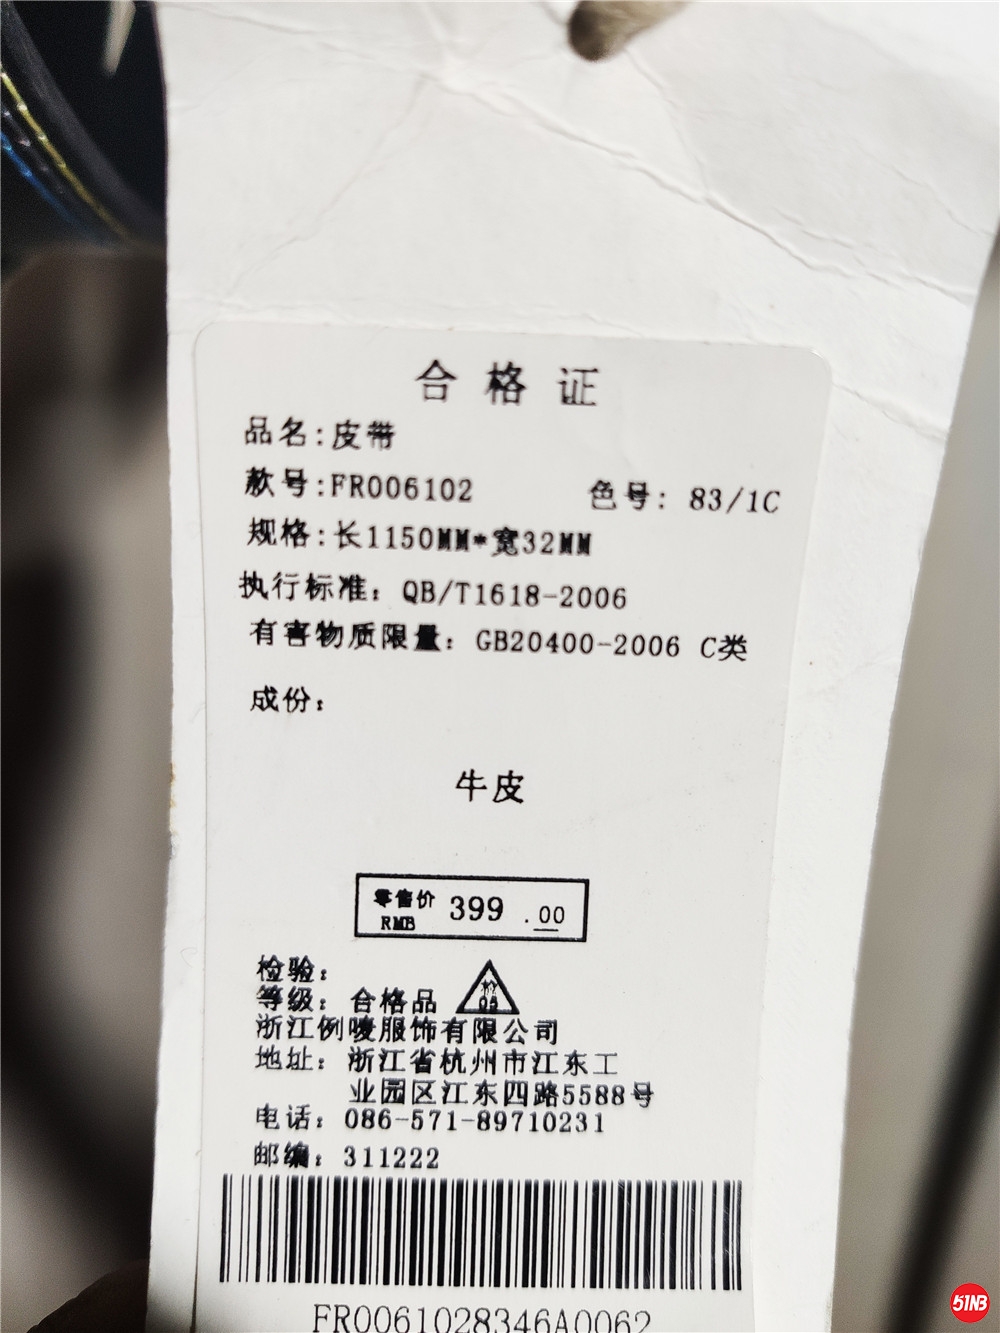 合格证
品名:皮带
款号:FR006102 色号: 83/1C
规格:长1150MM*宽32MM
执行标准: QB/T1618-2006
有害物质限量: GB20400-2006 C类
成份:
牛皮
零售价 399 .00
RMB
检验:
检
05
等级: 合格品
浙江例唛服饰有限公司
地址: 浙江省杭州市江东工
业园区江东四路5588号
电话: 086-571-89710231
邮编: 311222
FR0061028346A0062
51NB